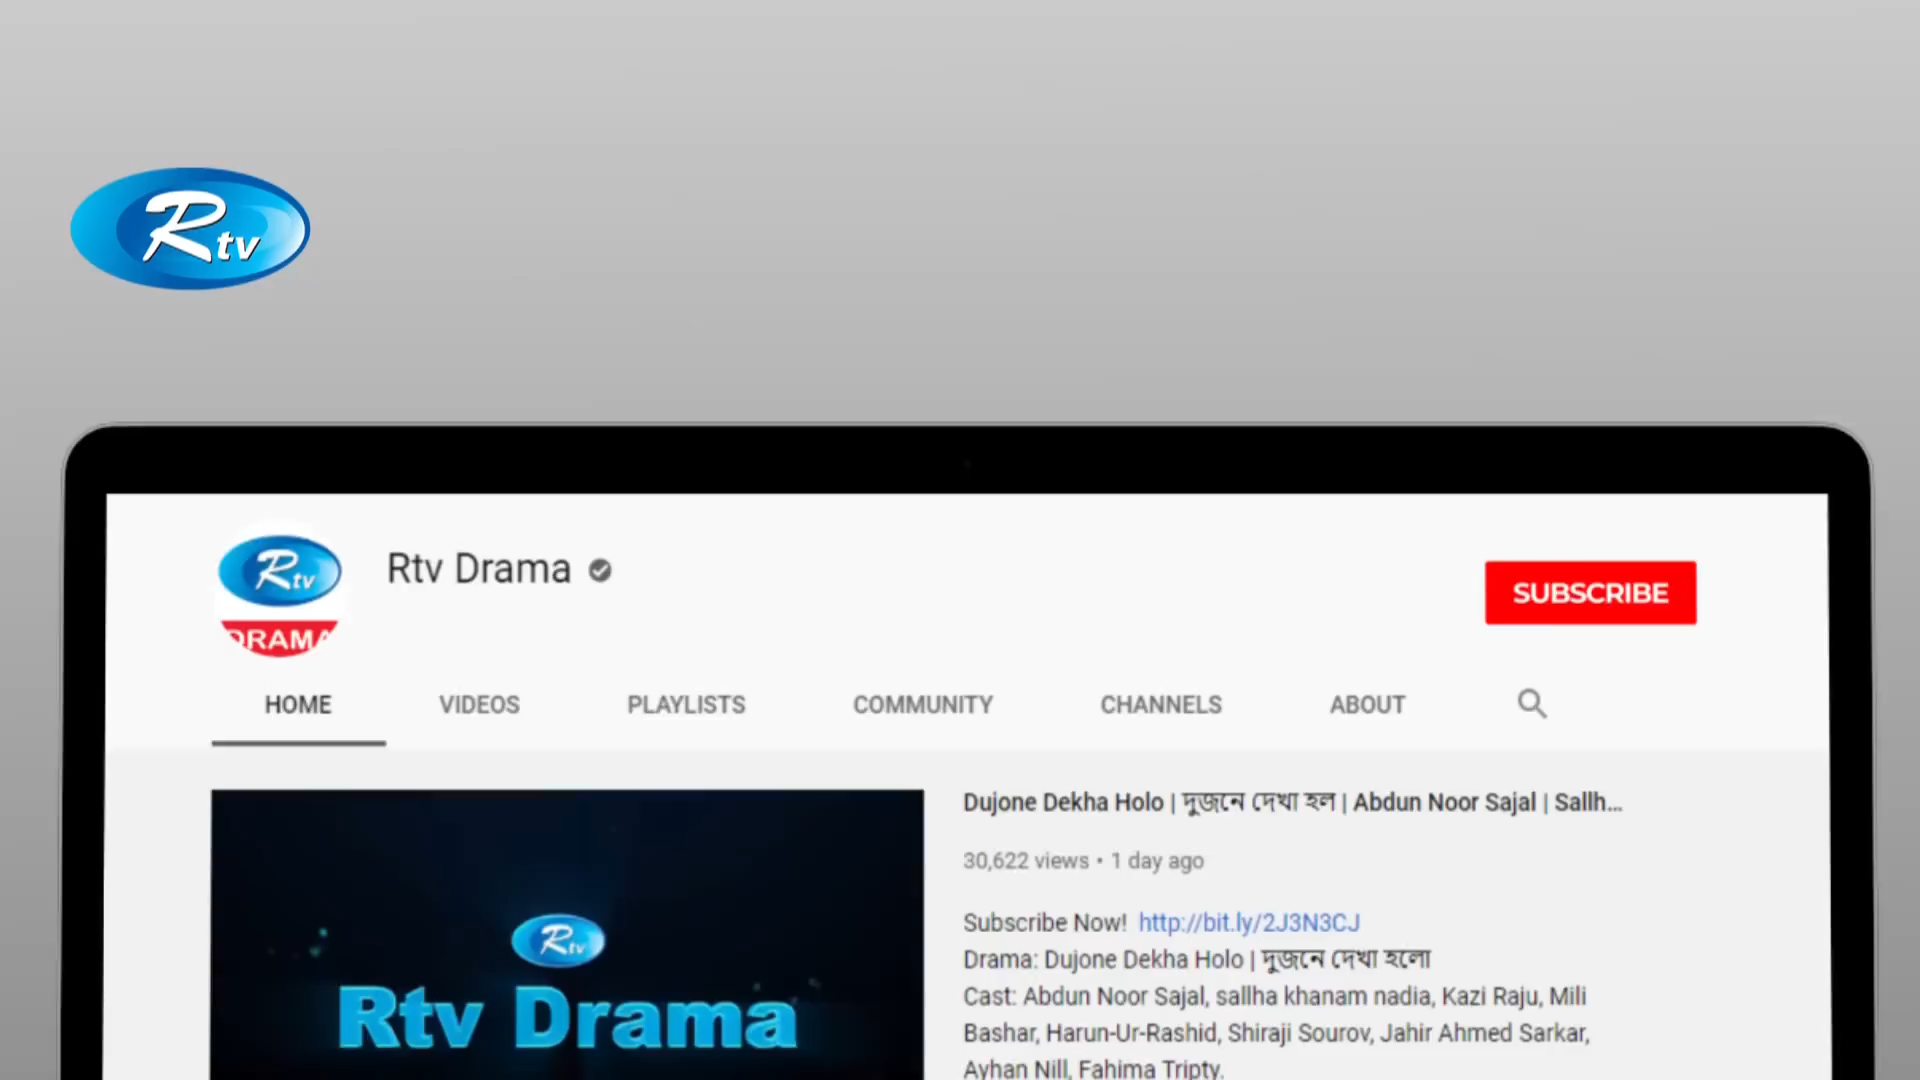 Rtv
Rtv
DRAMA
Rtv Drama
SUBSCRIBE
HOME VIDEOS PLAYLISTS COMMUNITY CHANNELS ABOUT
Dujone Dekha Holo | দুজনে দেখা হল | Abdun Noor Sajal | Sallh...
30,622 views • 1 day ago
Subscribe Now! http://bit.ly/2J3N3CJ
Drama: Dujone Dekha Holo | দুজনে দেখা হলো
Cast: Abdun Noor Sajal, sallha khanam nadia, Kazi Raju, Mili
Bashar, Harun-Ur-Rashid, Shiraji Sourov, Jahir Ahmed Sarkar,
Ayhan Nill, Fahima Tripty.
Rtv
Rtv Drama